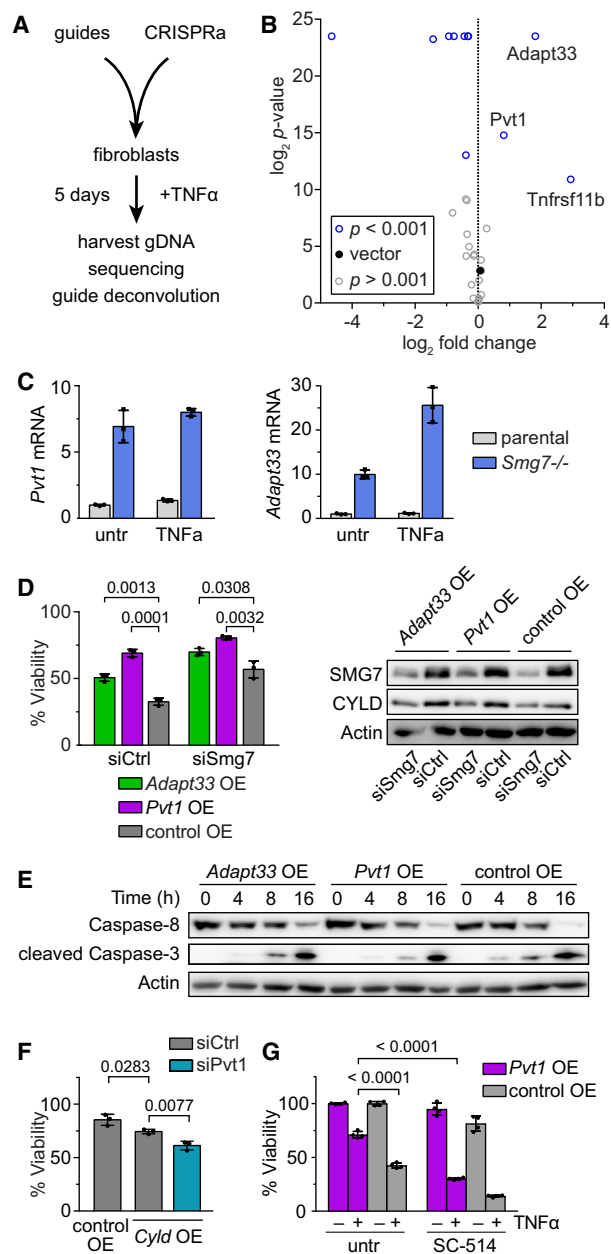 A
guides CRISPRa
fibroblasts
5 days +TNFα
harvest gDNA
sequencing
guide deconvolution
B
25
20
15
10
5
0
log2 p-value
Adapt33
Pvt1
Tnfrsf11b
p < 0.001
vector
p > 0.001
-4 -2 0 2 4
log2 fold change
C
Pvt1 mRNA
10
5
0
untr TNFa
Adapt33 mRNA
30
20
10
0
untr TNFa
parental
Smg7-/-
D
0.0013 0.0308
0.0001 0.0032
% Viability
100
50
0
siCtrl siSmg7
Adapt33 OE
Pvt1 OE
control OE
Adapt33 OE Pvt1 OE control OE
SMG7
CYLD
Actin
siSmg7 siCtrl siSmg7 siCtrl siSmg7 siCtrl
E
Adapt33 OE Pvt1 OE control OE
Time (h) 0 4 8 16 0 4 8 16 0 4 8 16
Caspase-8
cleaved Caspase-3
Actin
F
siCtrl
siPvt1
0.0283
0.0077
% Viability
100
50
0
control OE Cyld OE
G
< 0.0001
< 0.0001
Pvt1 OE
control OE
% Viability
100
75
50
25
0
– + – + – + – + TNFα
untr SC-514